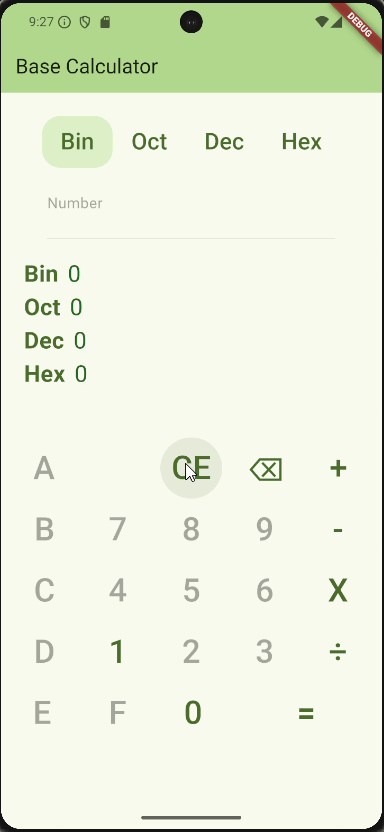 9:27
DEBUG
Base Calculator
Bin Oct Dec Hex
Number
Bin 0
Oct 0
Dec 0
Hex 0
A CE +
B 7 8 9 -
C 4 5 6 X
D 1 2 3 ÷
E F 0 =